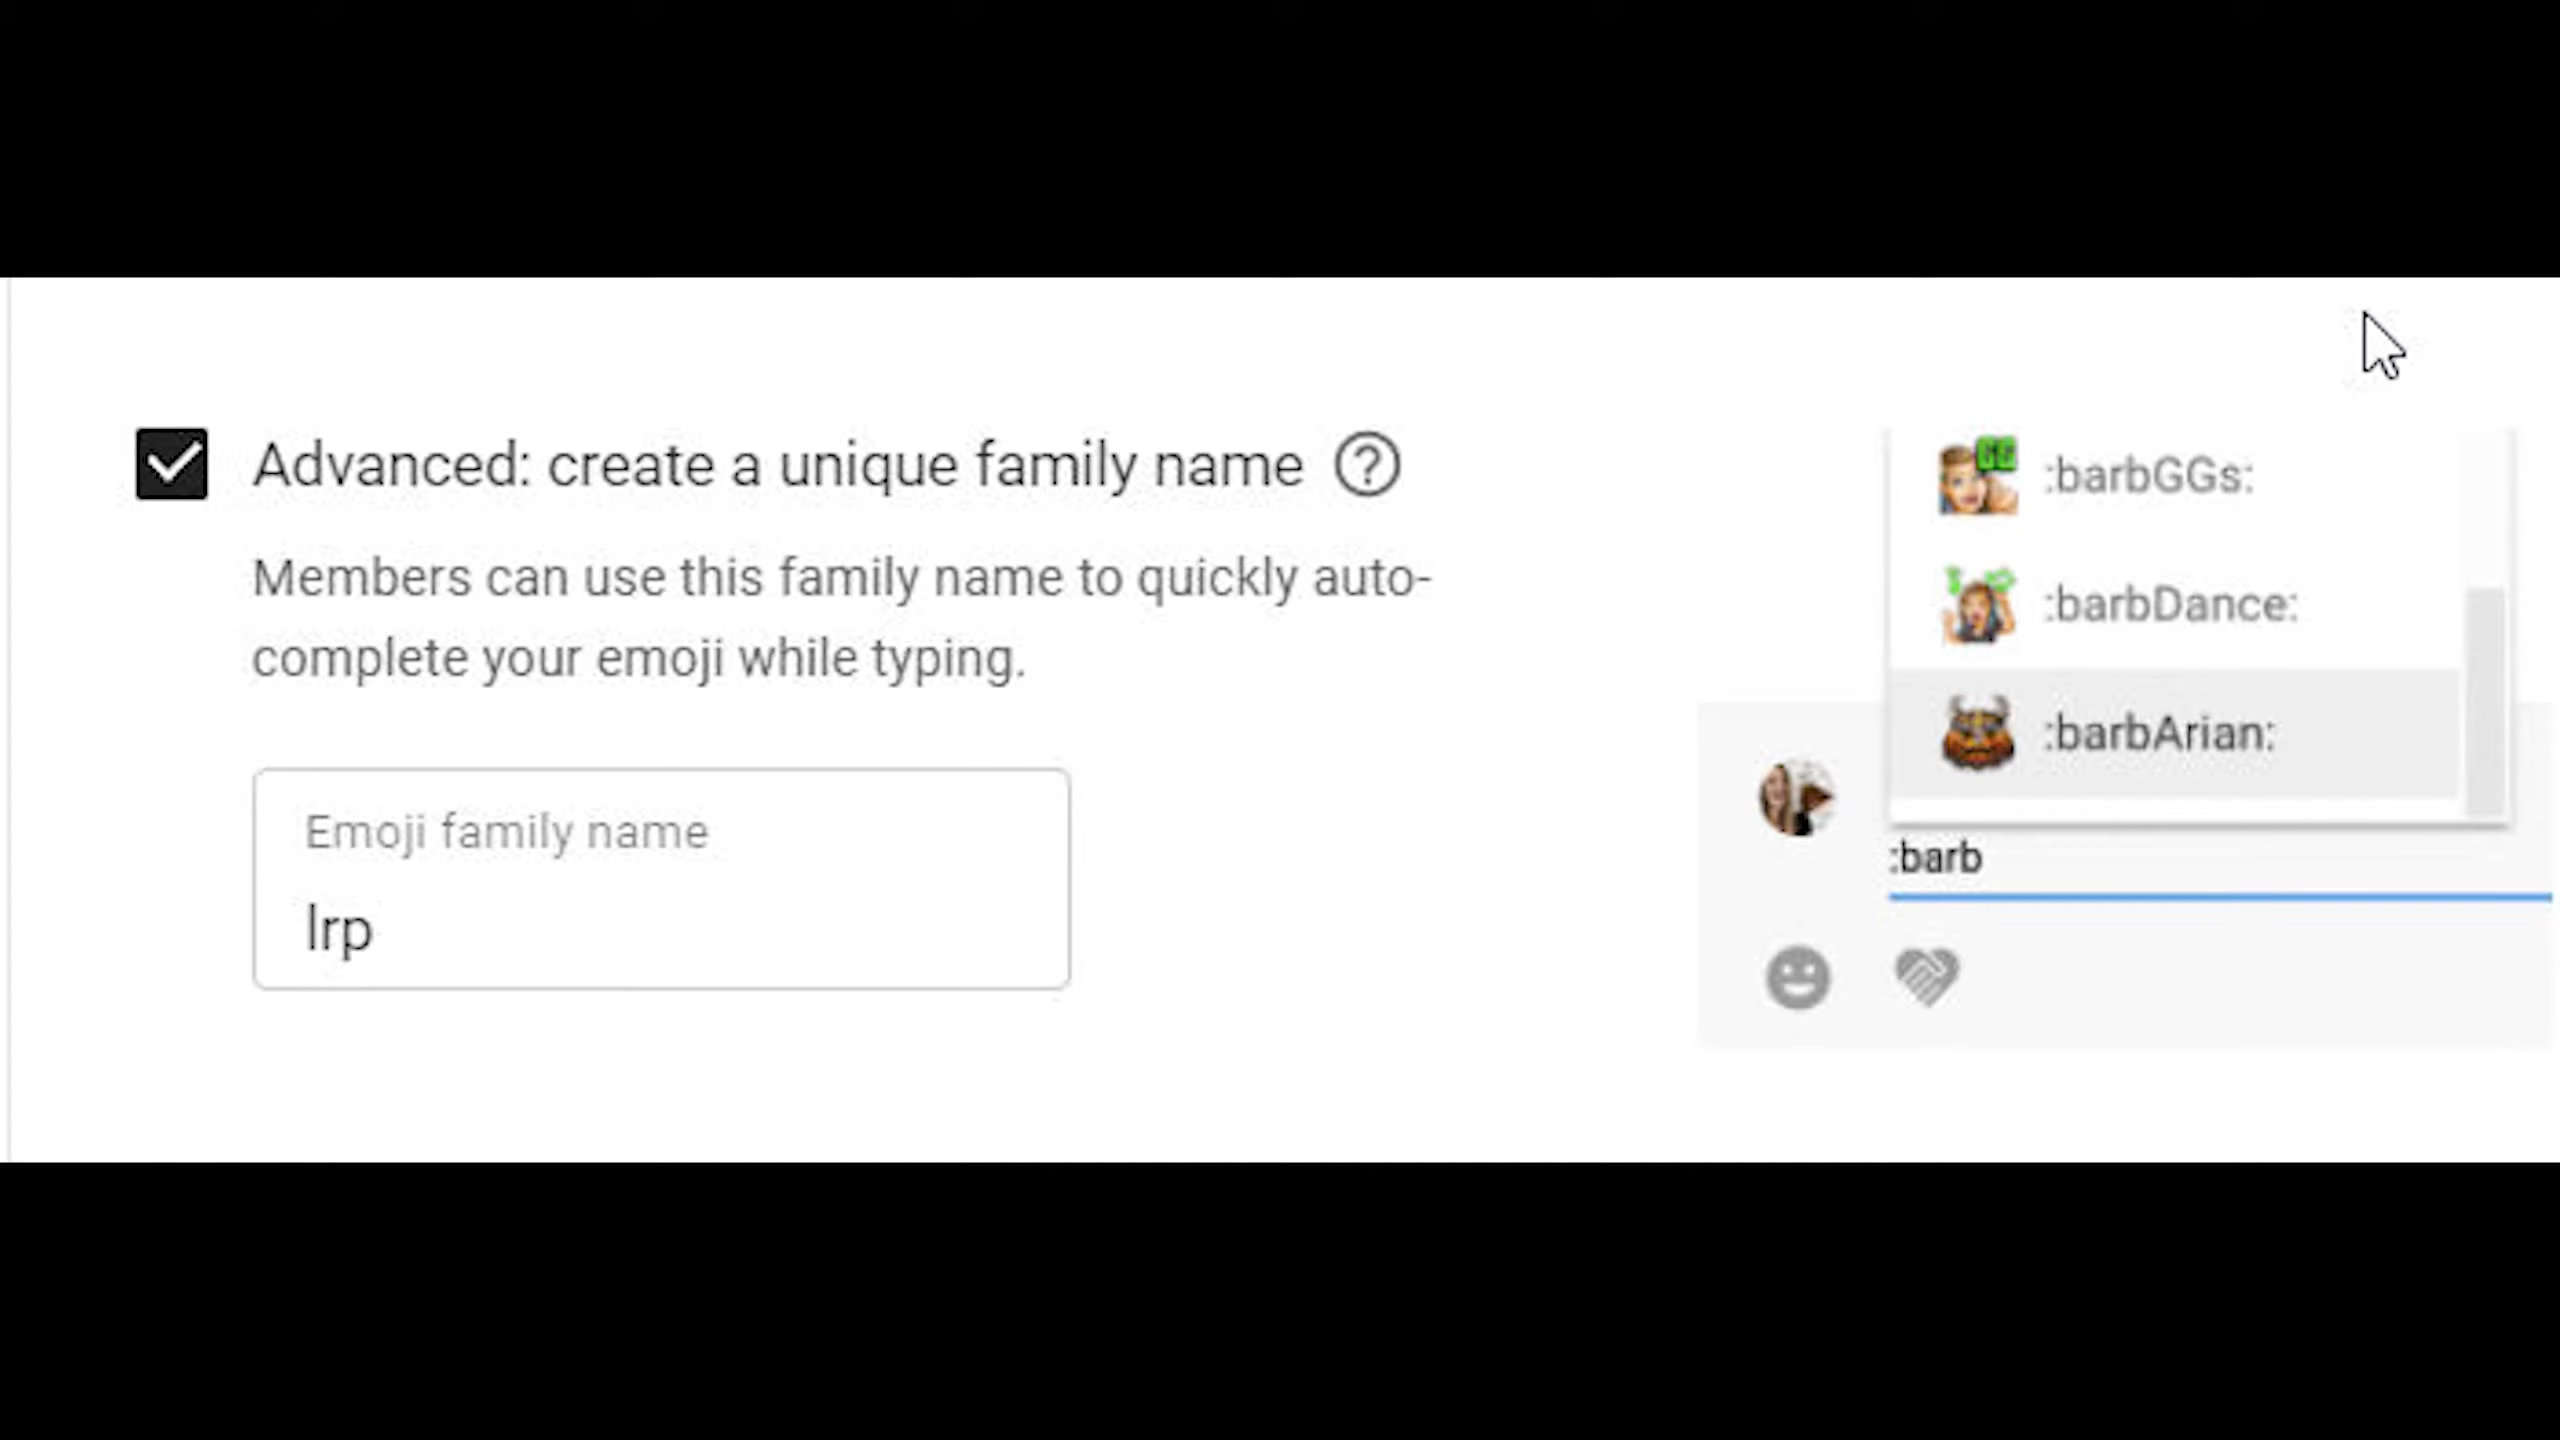 Advanced: create a unique family name
Members can use this family name to quickly auto-
complete your emoji while typing.
Emoji family name
lrp
GG
:barbGGs:
:barbDance:
:barbArian:
:barb